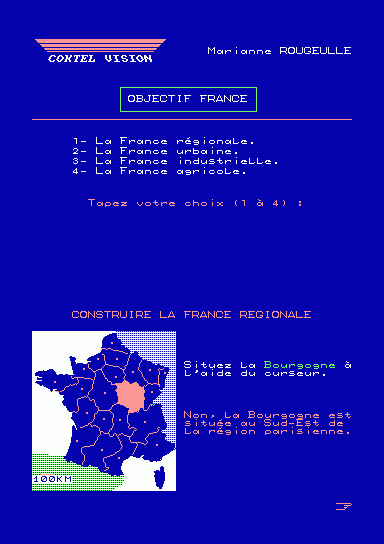 COKTEL VISION
Marianne ROUGEULLE
OBJECTIF FRANCE
1- La France régionale.
2- La France urbaine.
3- La France industrielle.
4- La France agricole.
Tapez votre choix (1 à 4) :
CONSTRUIRE LA FRANCE REGIONALE
Situez la Bourgogne à
l'aide du curseur.
Non, La Bourgogne est
située au Sud-Est de
la région parisienne.
100KM